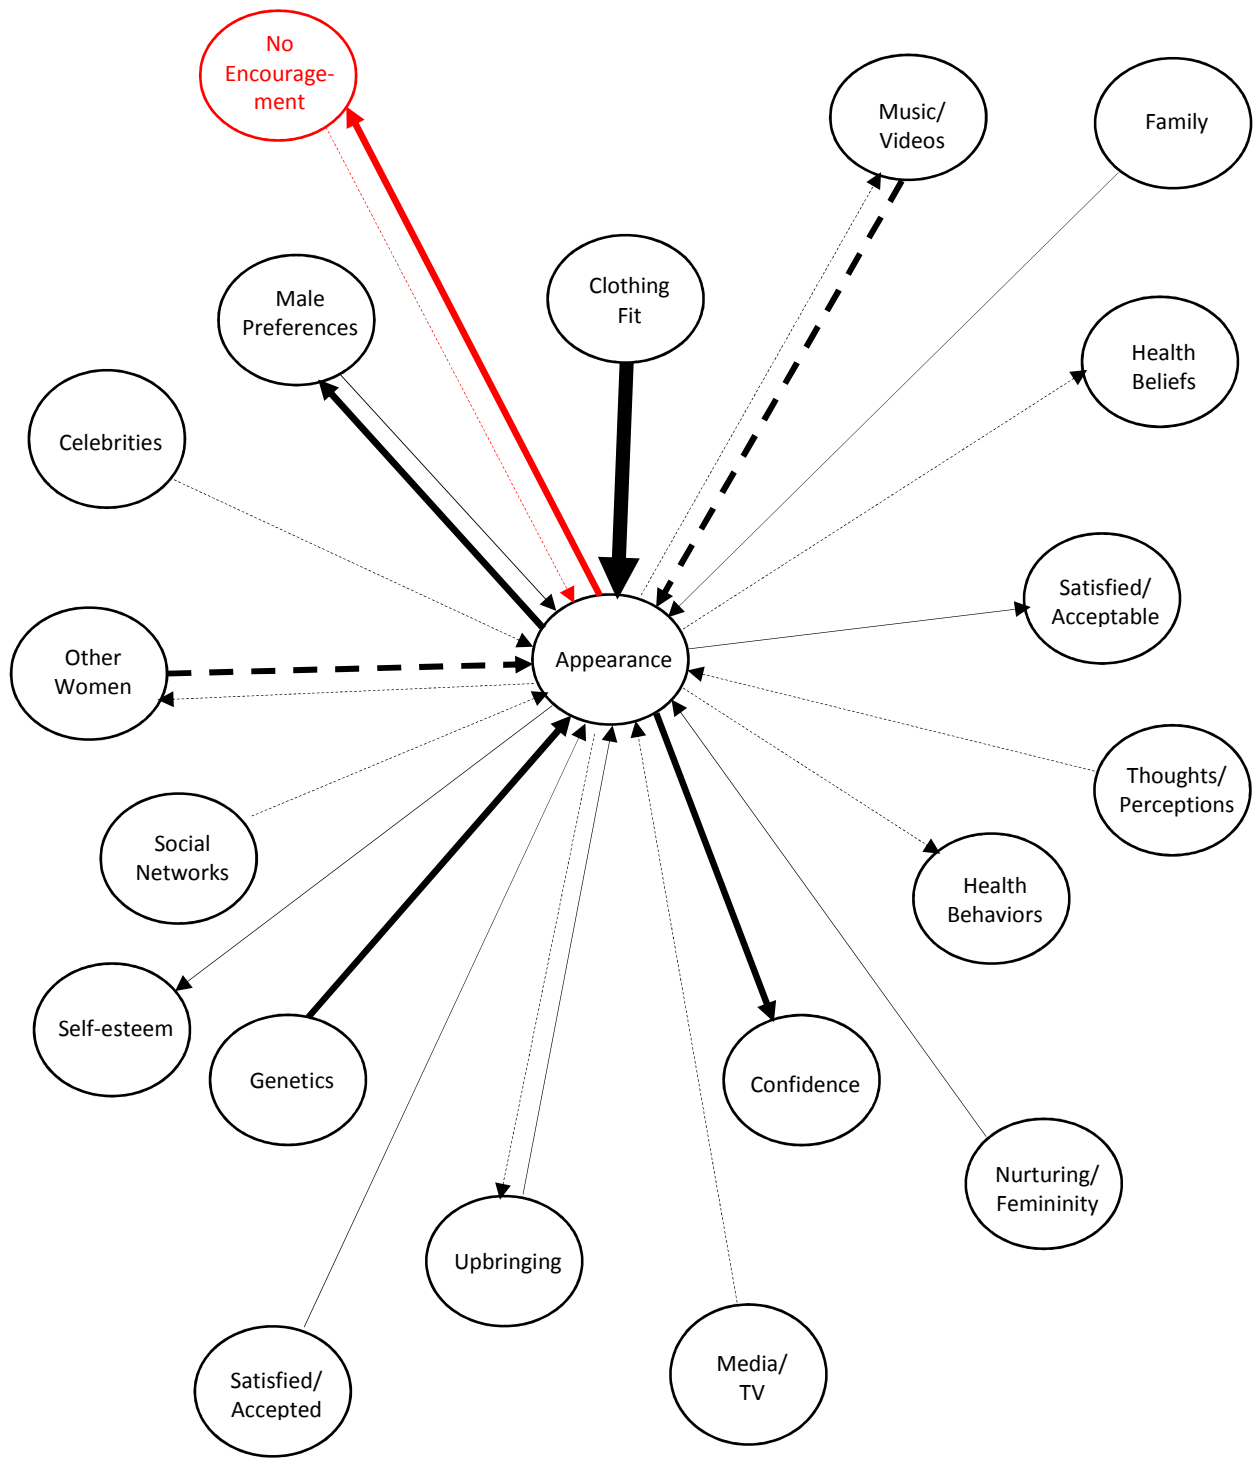 No
Encourage-
ment
Music/
Videos
Family
Clothing
Fit
Male
Preferences
Health
Beliefs
Celebrities
Satisfied/
Acceptable
Other
Women
Appearance
Thoughts/
Perceptions
Social
Networks
Health
Behaviors
Self-esteem
Genetics
Confidence
Nurturing/
Femininity
Upbringing
Media/
TV
Satisfied/
Accepted